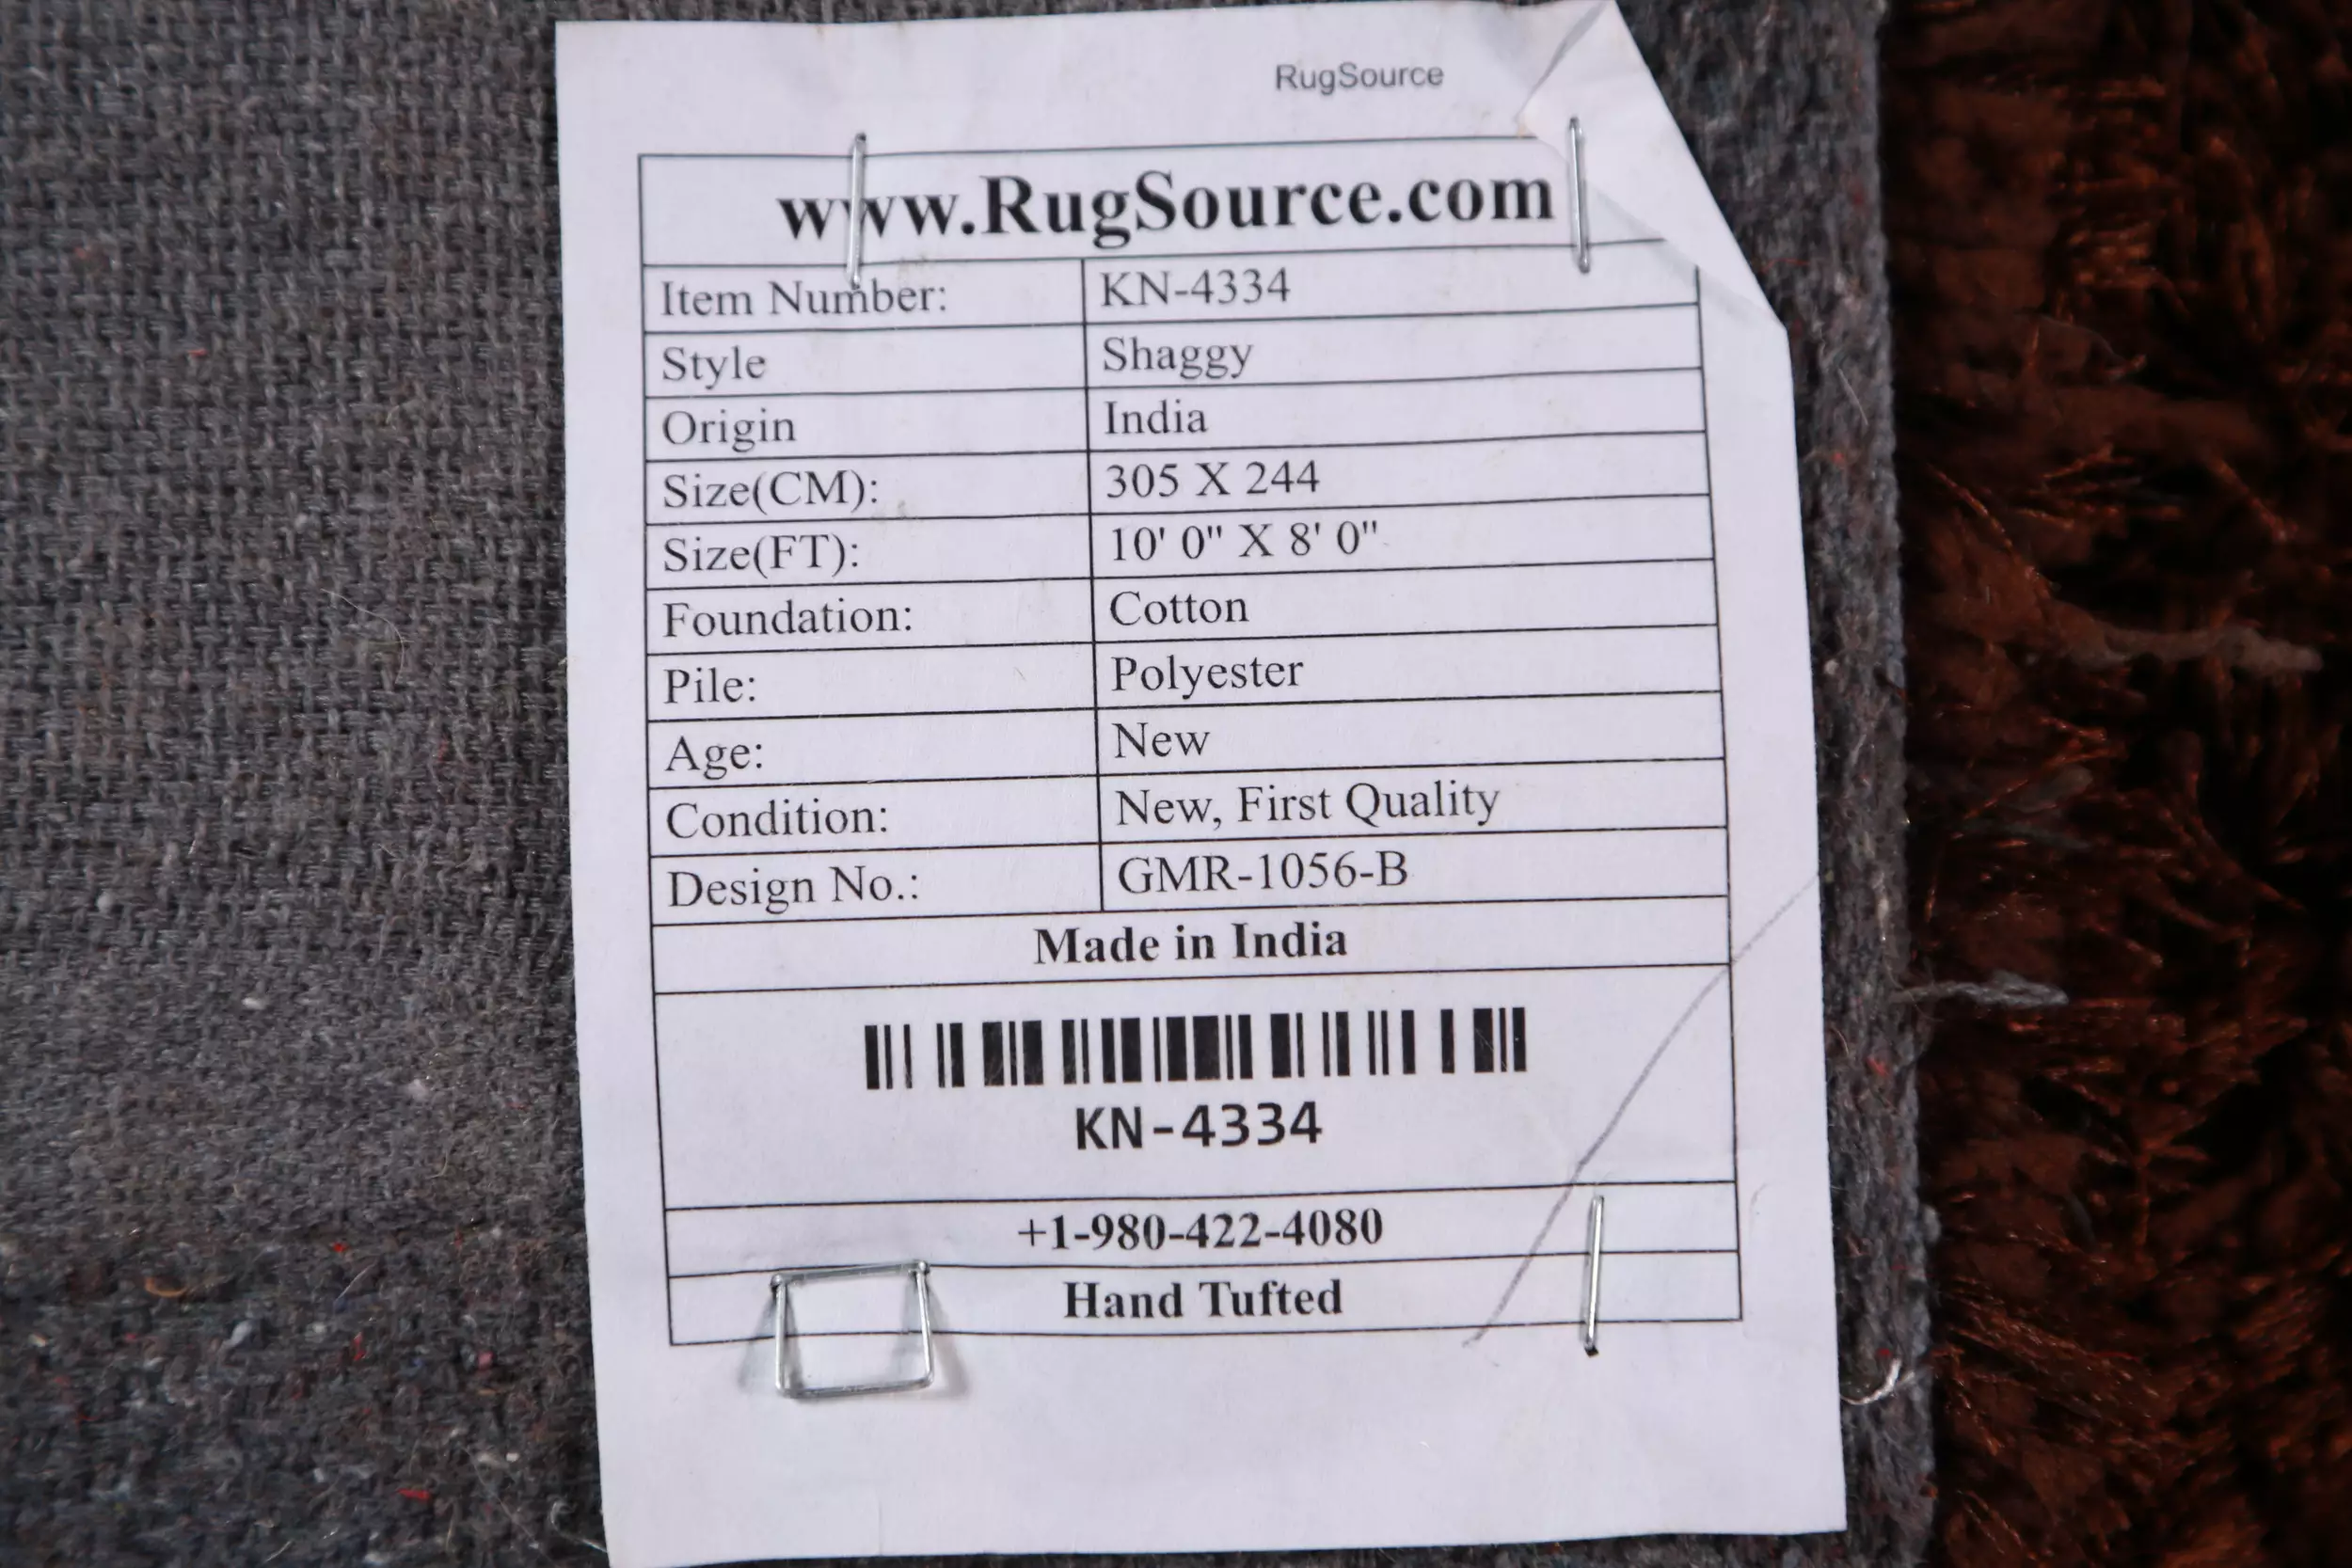 RugSource
www.RugSource.com
Item Number: KN-4334
Style Shaggy
Origin India
Size(CM): 305 X 244
Size(FT): 10' 0" X 8' 0"
Foundation: Cotton
Pile: Polyester
Age: New
Condition: New, First Quality
Design No.: GMR-1056-B
Made in India
KN-4334
+1-980-422-4080
Hand Tufted